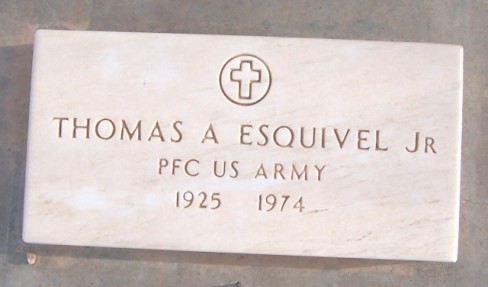 THOMAS A ESQUIVEL JR
PFC US ARMY
1925 1974